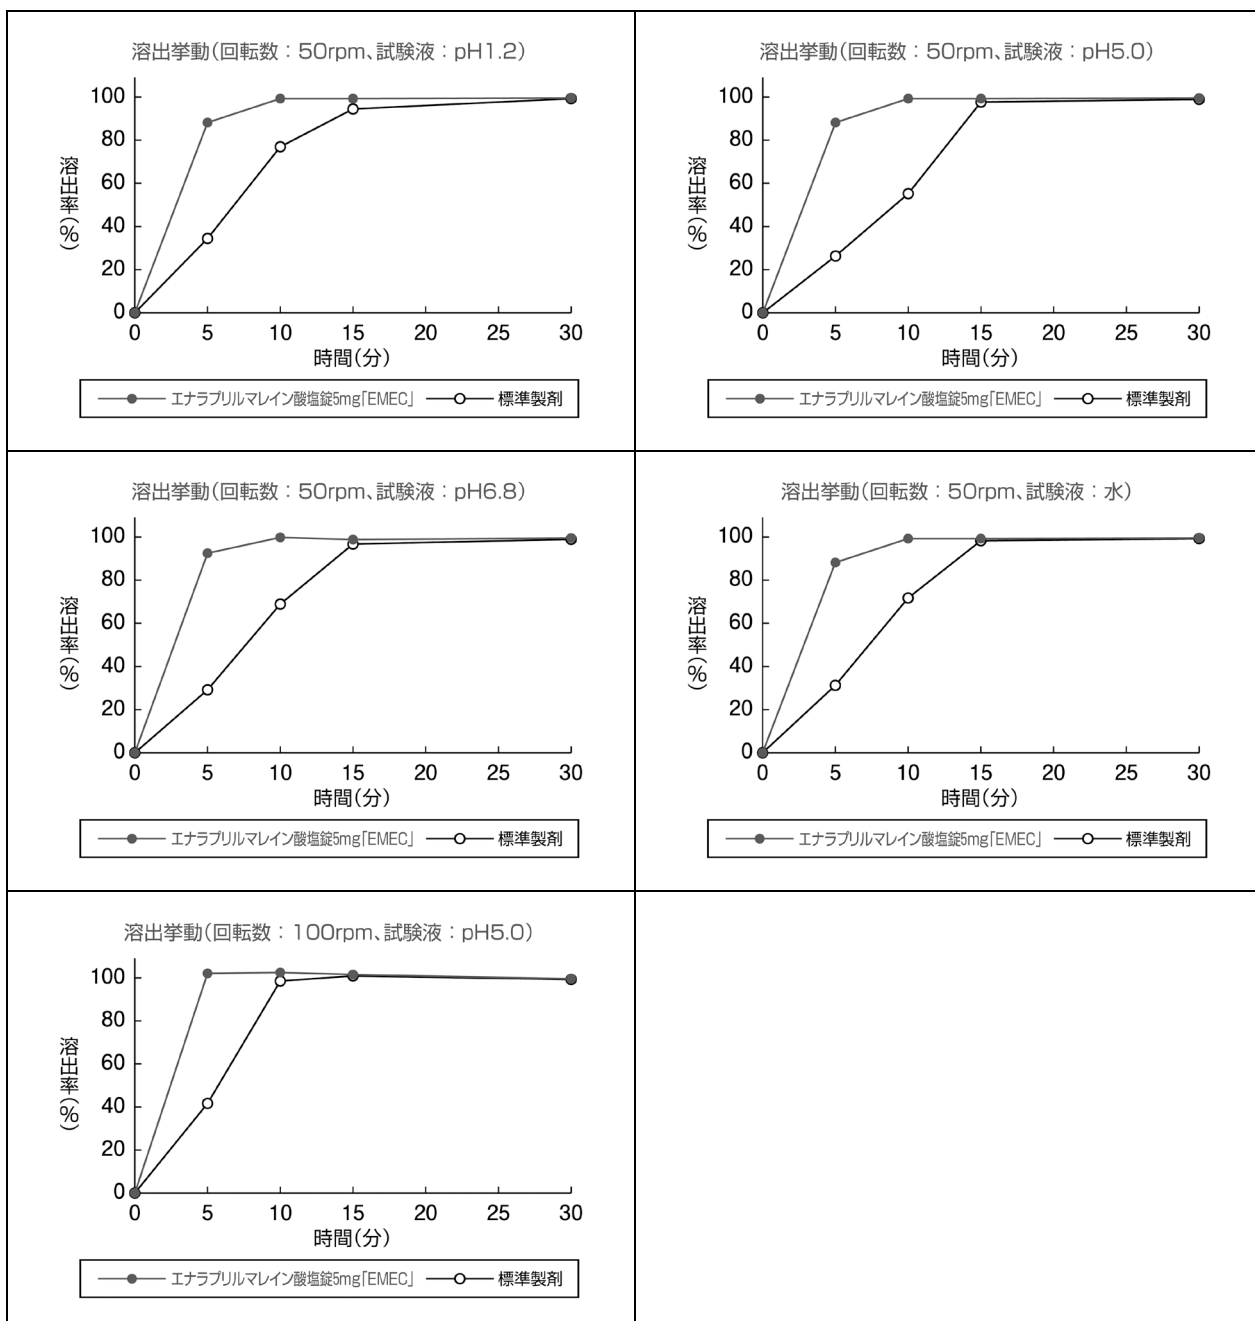 溶出挙動(回転数：50rpm、試験液：pH1.2)
溶出率(%)
100
80
60
40
20
0
0 5 10 15 20 25 30
時間(分)
エナラプリルマレイン酸塩錠5mg「EMEC」 標準製剤
溶出挙動(回転数：50rpm、試験液：pH5.0)
溶出率(%)
100
80
60
40
20
0
0 5 10 15 20 25 30
時間(分)
エナラプリルマレイン酸塩錠5mg「EMEC」 標準製剤
溶出挙動(回転数：50rpm、試験液：pH6.8)
溶出率(%)
100
80
60
40
20
0
0 5 10 15 20 25 30
時間(分)
エナラプリルマレイン酸塩錠5mg「EMEC」 標準製剤
溶出挙動(回転数：50rpm、試験液：水)
溶出率(%)
100
80
60
40
20
0
0 5 10 15 20 25 30
時間(分)
エナラプリルマレイン酸塩錠5mg「EMEC」 標準製剤
溶出挙動(回転数：100rpm、試験液：pH5.0)
溶出率(%)
100
80
60
40
20
0
0 5 10 15 20 25 30
時間(分)
エナラプリルマレイン酸塩錠5mg「EMEC」 標準製剤